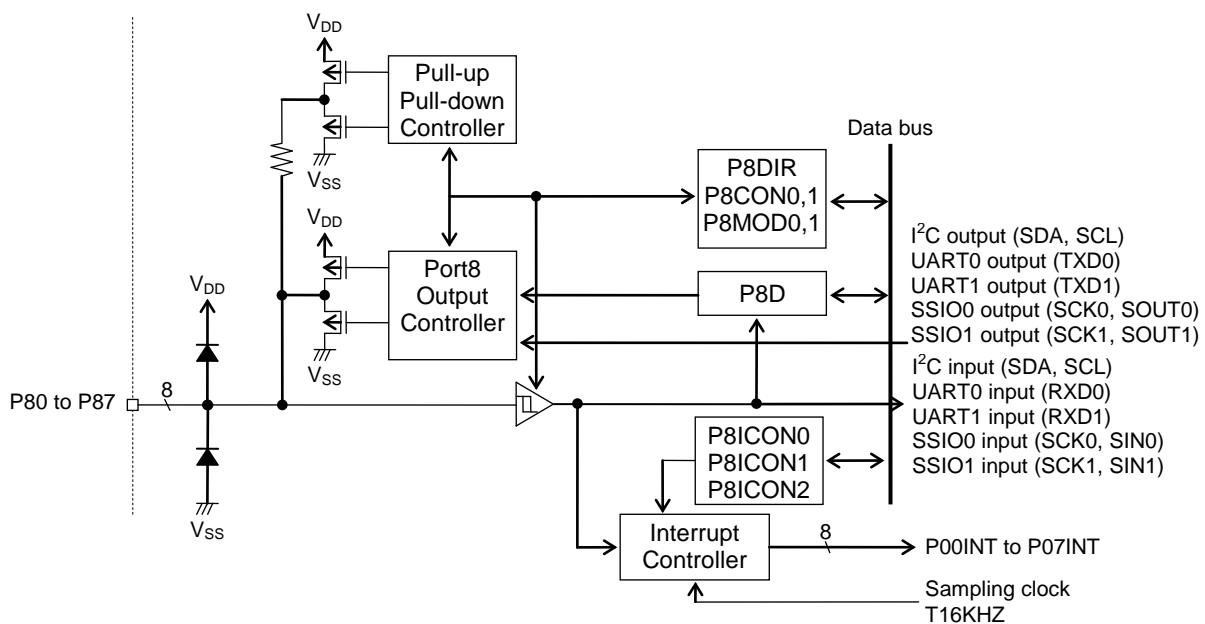 VDD
Pull-up
Pull-down
Controller
VSS
Data bus
P8DIR
P8CON0,1
P8MOD0,1
VDD
Port8
Output
Controller
VSS
P8D
I2C output (SDA, SCL)
UART0 output (TXD0)
UART1 output (TXD1)
SSIO0 output (SCK0, SOUT0)
SSIO1 output (SCK1, SOUT1)
VDD
P80 to P87
8
VSS
I2C input (SDA, SCL)
UART0 input (RXD0)
UART1 input (RXD1)
SSIO0 input (SCK0, SIN0)
SSIO1 input (SCK1, SIN1)
P8ICON0
P8ICON1
P8ICON2
Interrupt
Controller
8
P00INT to P07INT
Sampling clock
T16KHZ